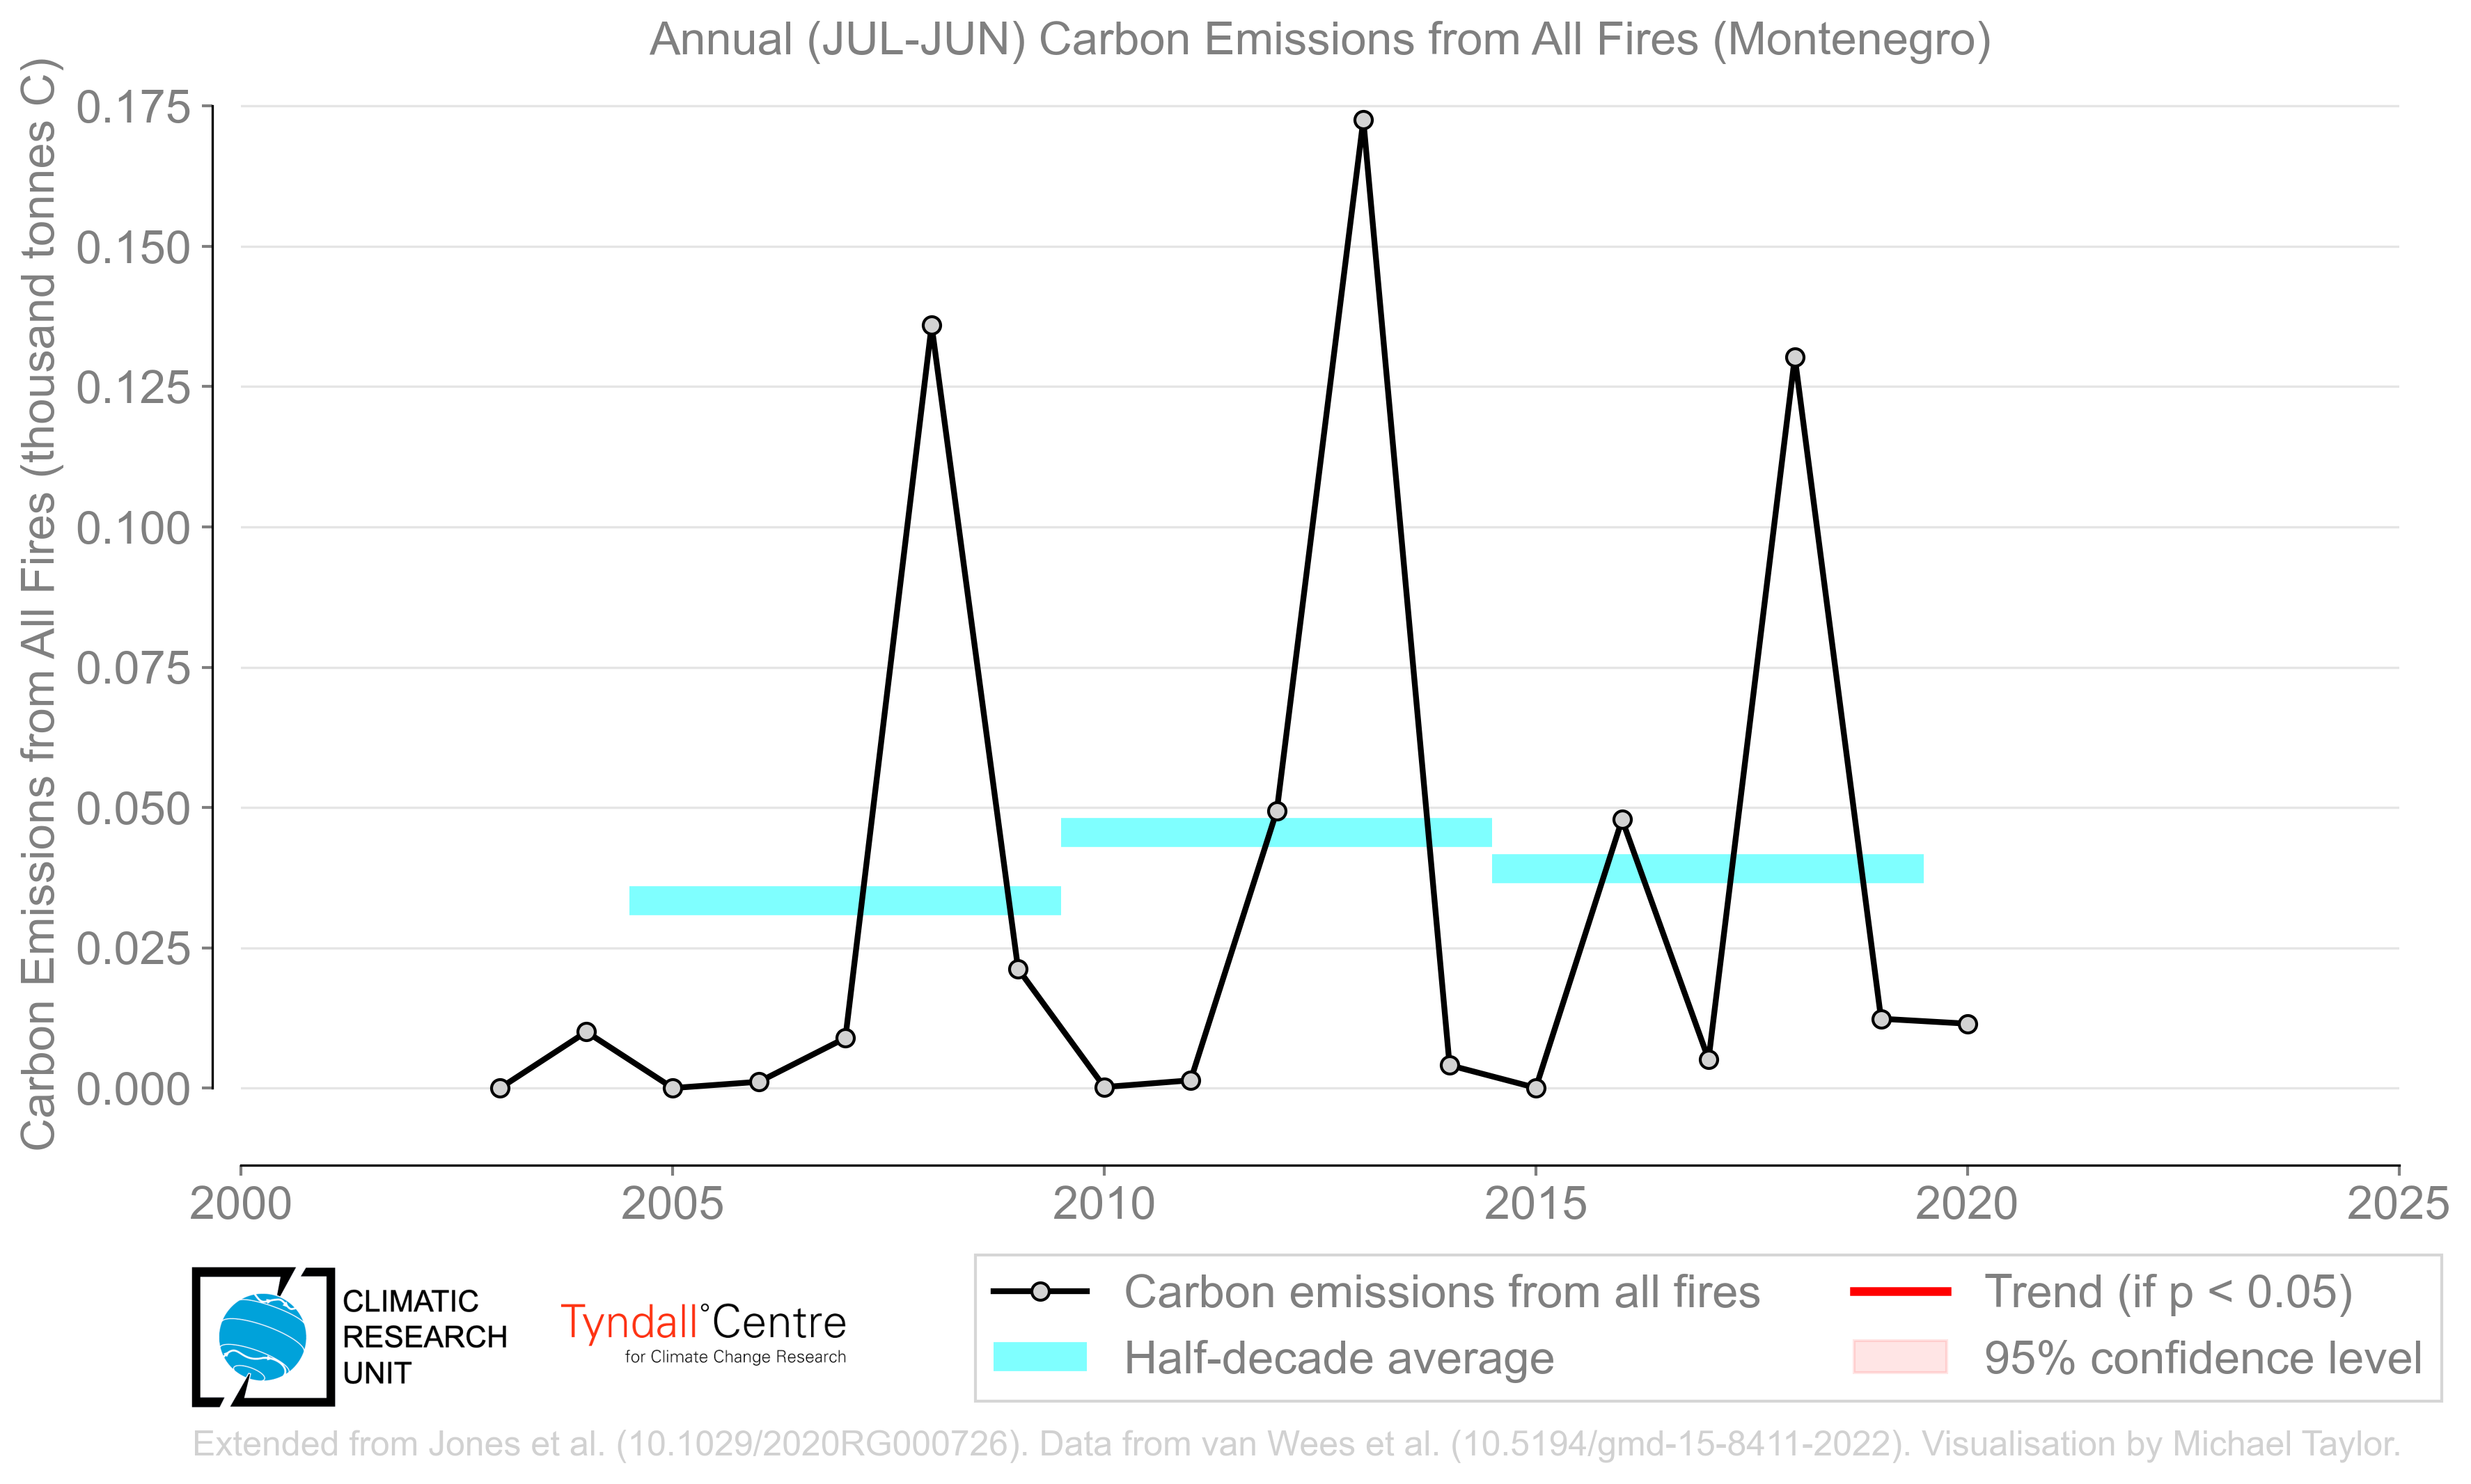 Annual (JUL-JUN) Carbon Emissions from All Fires (Montenegro)
Carbon Emissions from All Fires (thousand tonnes C)
0.175
0.150
0.125
0.100
0.075
0.050
0.025
0.000
2000 2005 2010 2015 2020 2025
CLIMATIC
RESEARCH
UNIT
Tyndall°Centre
for Climate Change Research
Carbon emissions from all fires
Half-decade average
Trend (if p < 0.05)
95% confidence level
Extended from Jones et al. (10.1029/2020RG000726). Data from van Wees et al. (10.5194/gmd-15-8411-2022). Visualisation by Michael Taylor.